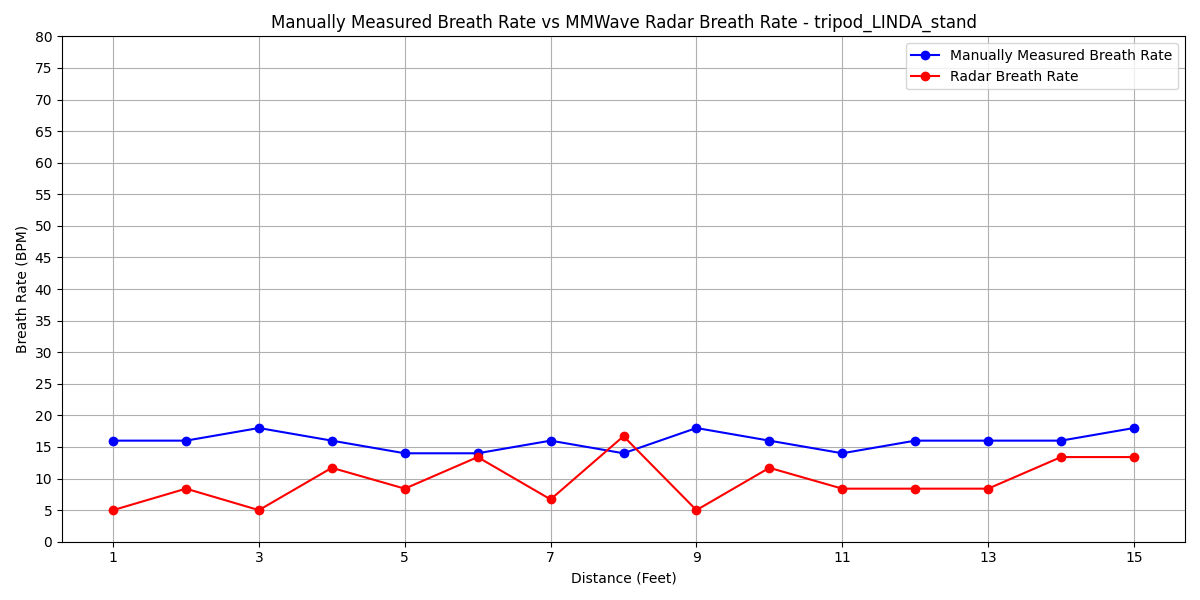 Manually Measured Breath Rate vs MMWave Radar Breath Rate - tripod_LINDA_stand
Manually Measured Breath Rate
Radar Breath Rate
80
75
70
65
60
55
50
45
40
35
30
25
20
15
10
5
0
Breath Rate (BPM)
1 3 5 7 9 11 13 15
Distance (Feet)